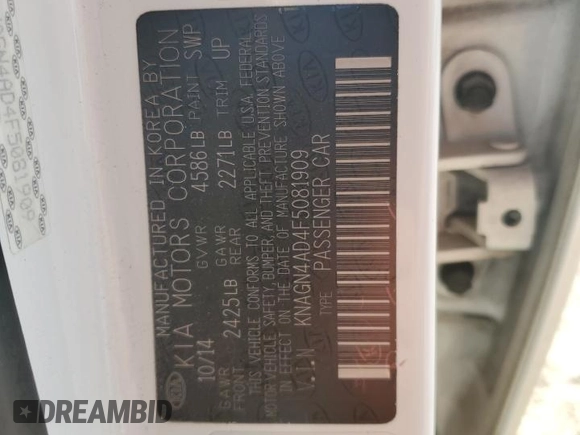 MANUFACTURED IN KOREA BY
KIA MOTORS CORPORATION
10/14 GVWR 4586LB PAINT SWP
GAWR FRONT 2425LB GAWR REAR 2271LB TRIM UP
THIS VEHICLE CONFORMS TO ALL APPLICABLE U.S.A. FEDERAL
MOTOR VEHICLE SAFETY, BUMPER, AND THEFT PREVENTION STANDARDS
IN EFFECT ON THE DATE OF MANUFACTURE SHOWN ABOVE
V.I.N KNAGN4AD4F5081909
TYPE PASSENGER CAR
KIA
DREAMBID